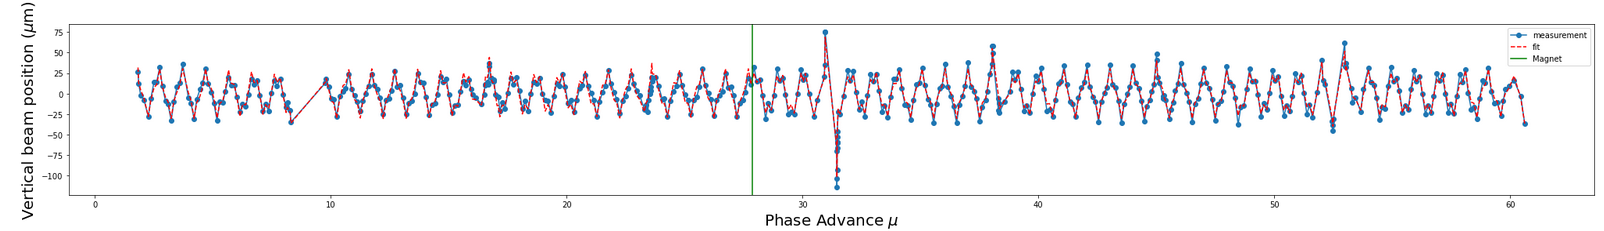 Vertical beam position (μm)
75
50
25
0
−25
−50
−75
−100
measurement
fit
Magnet
0 10 20 30 40 50 60
Phase Advance μ